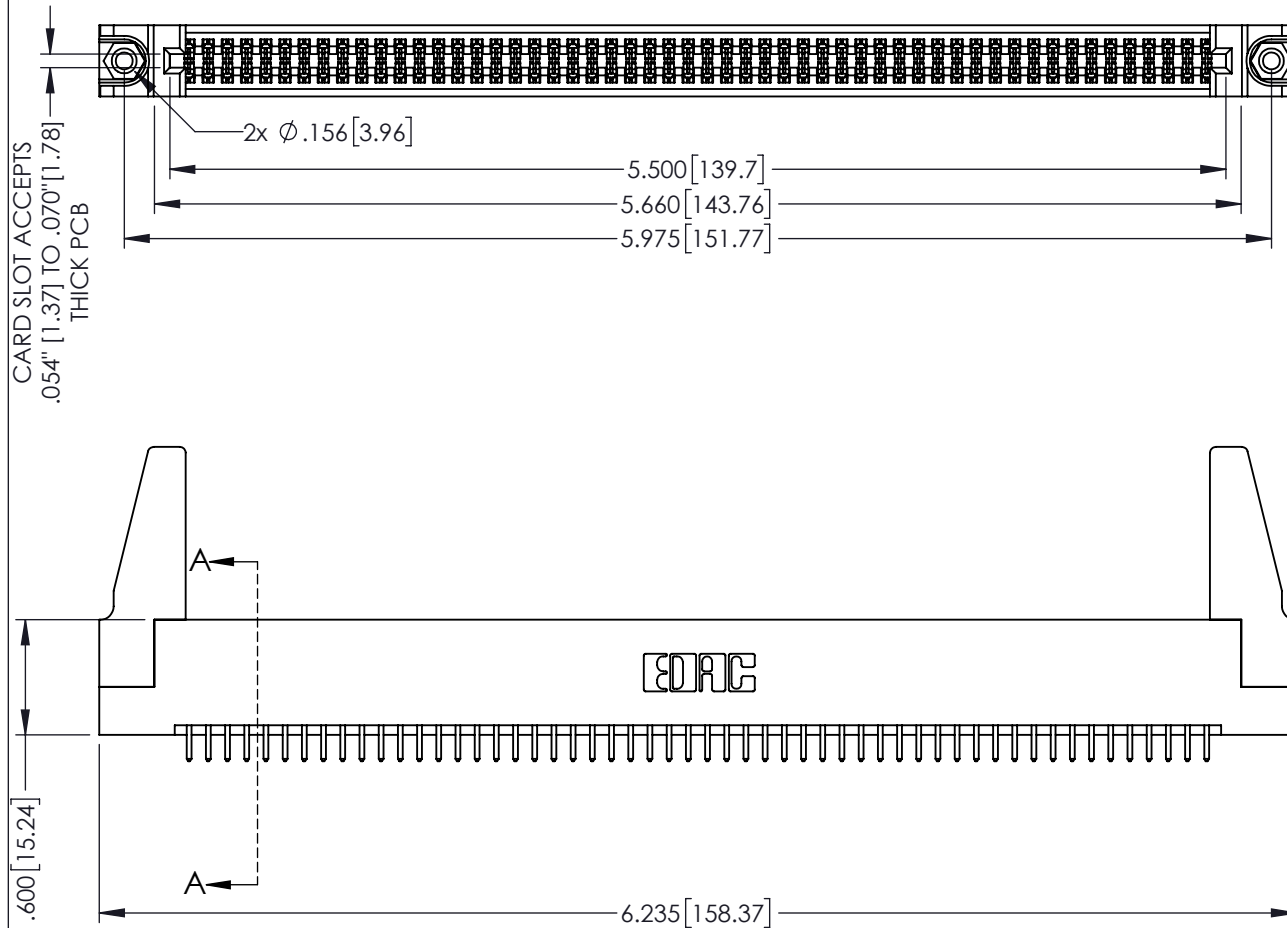 2x ∅.156[3.96]
5.500[139.7]
5.660[143.76]
5.975[151.77]
CARD SLOT ACCEPTS
.054" [1.37] TO .070"[1.78]
THICK PCB
A
EDAC
A
.600[15.24]
6.235[158.37]